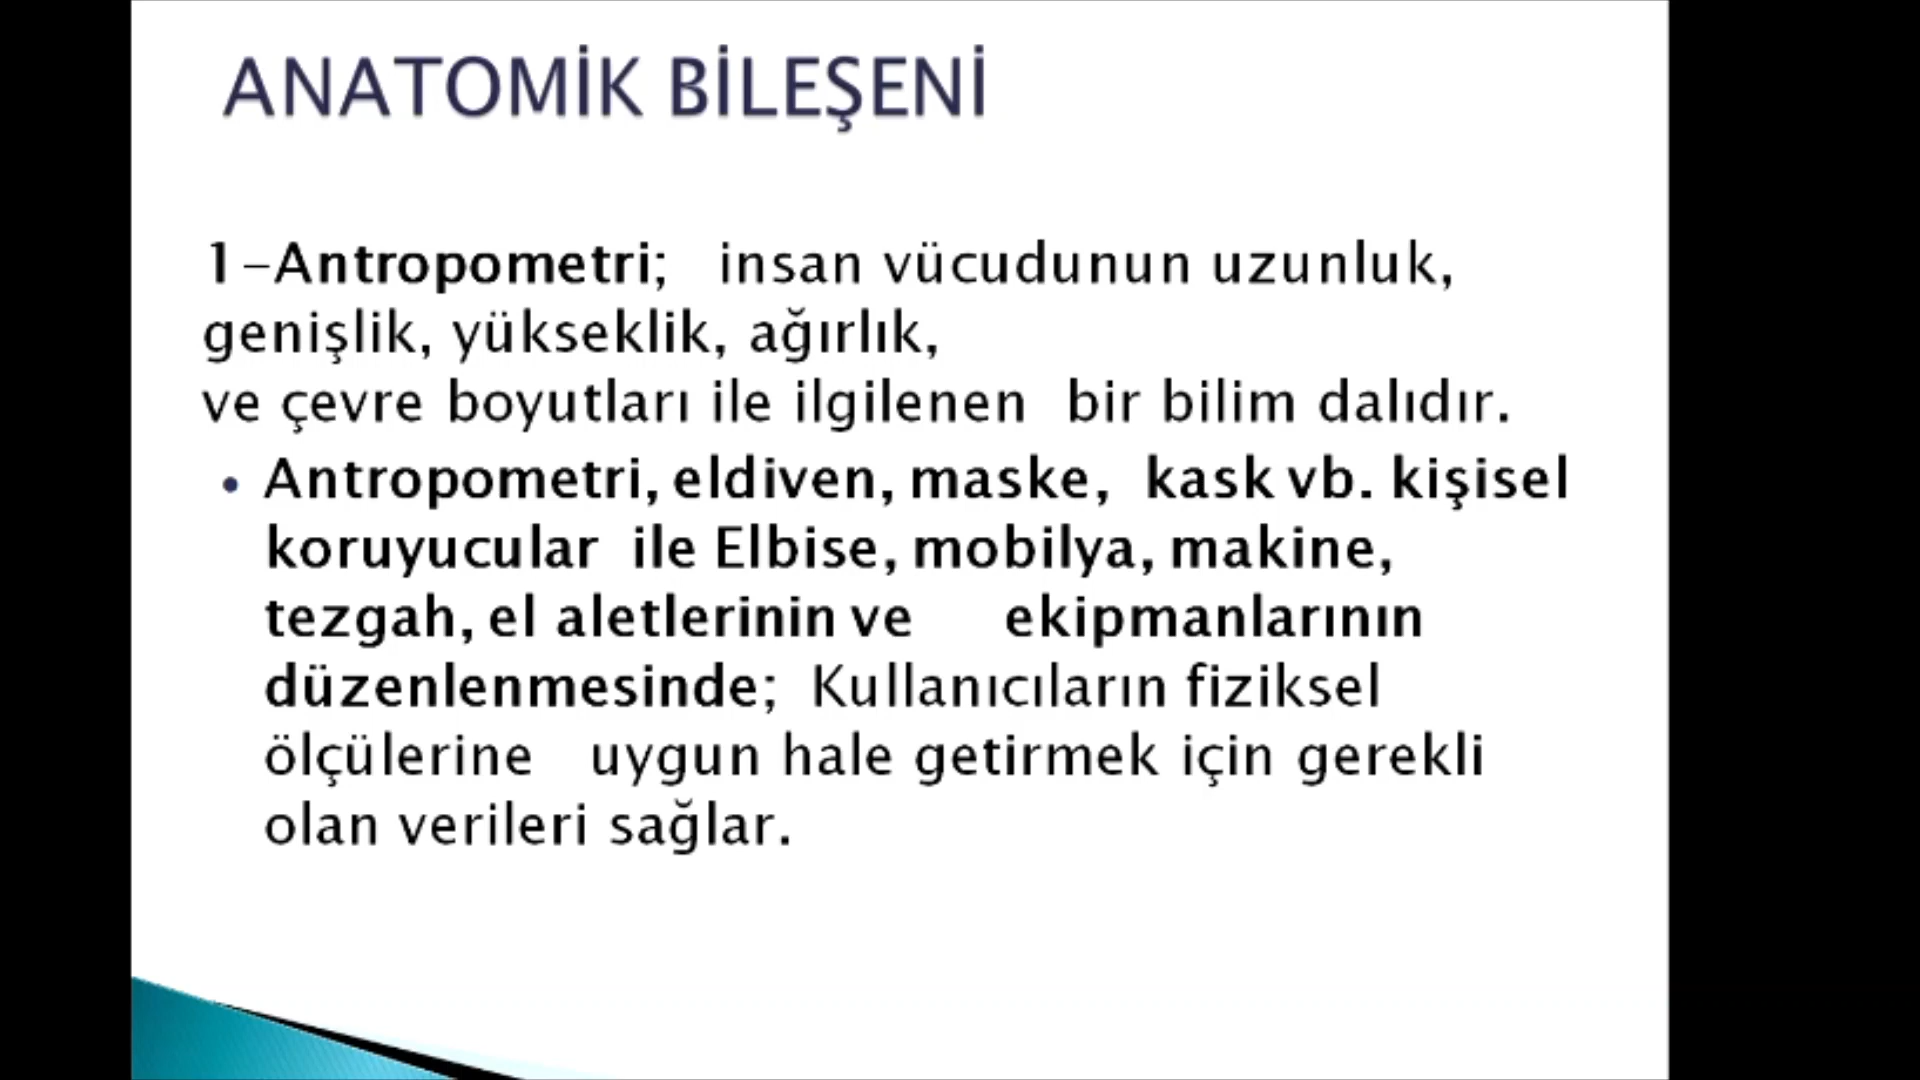 ANATOMİK BİLEŞENİ
1-Antropometri; insan vücudunun uzunluk,
genişlik, yükseklik, ağırlık,
ve çevre boyutları ile ilgilenen bir bilim dalıdır.
• Antropometri, eldiven, maske, kask vb. kişisel
koruyucular ile Elbise, mobilya, makine,
tezgah, el aletlerinin ve ekipmanlarının
düzenlenmesinde; Kullanıcıların fiziksel
ölçülerine uygun hale getirmek için gerekli
olan verileri sağlar.